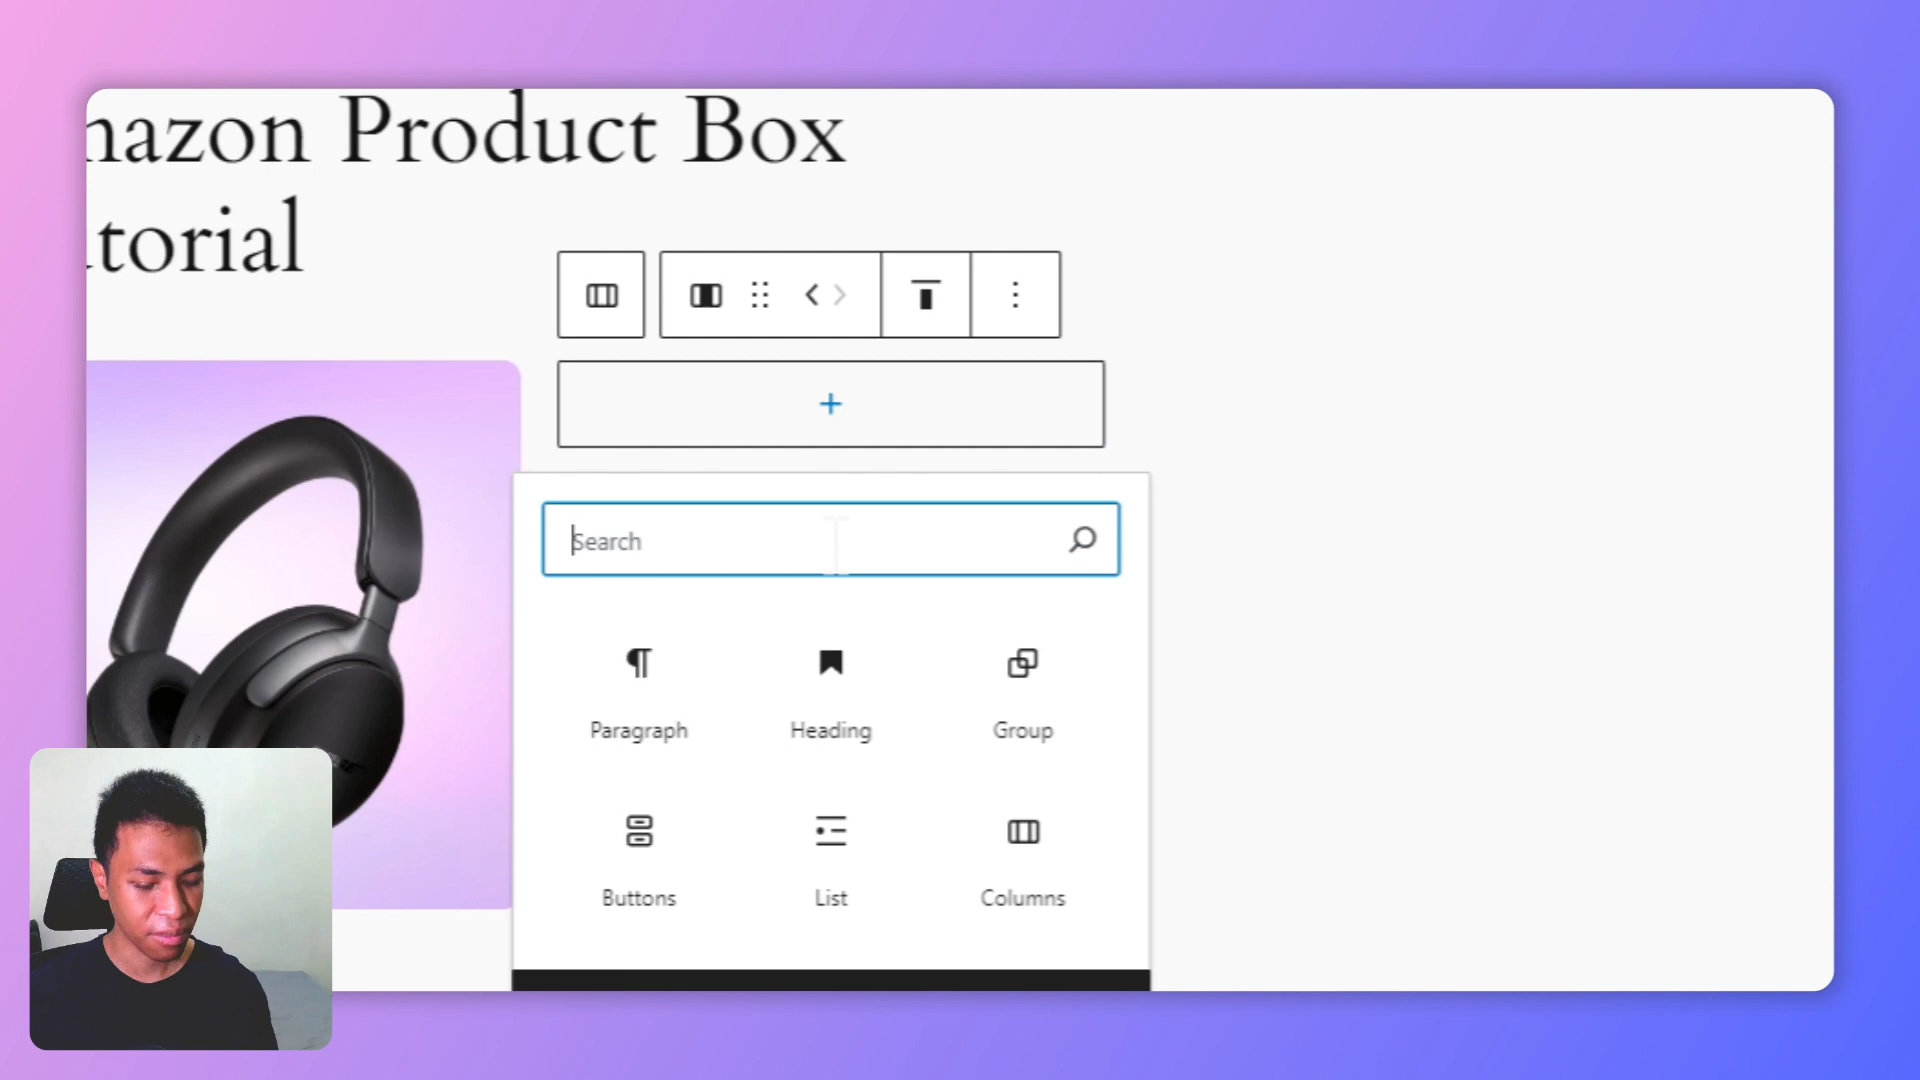 nazon Product Box
torial
Search
Paragraph
Heading
Group
Buttons
List
Columns